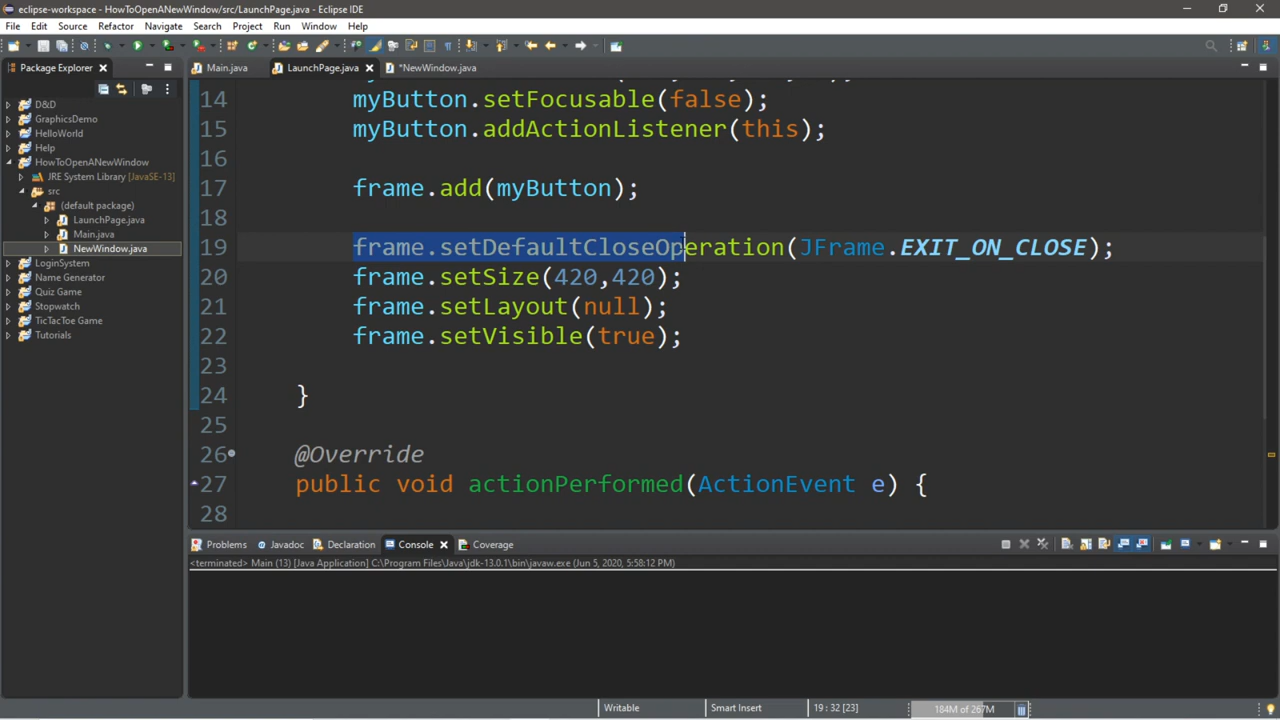 eclipse-workspace - HowToOpenANewWindow/src/LaunchPage.java - Eclipse IDE
File Edit Source Refactor Navigate Search Project Run Window Help
Package Explorer
Main.java LaunchPage.java *NewWindow.java
D&D
GraphicsDemo
HelloWorld
Help
HowToOpenANewWindow
JRE System Library [JavaSE-13]
src
(default package)
LaunchPage.java
Main.java
NewWindow.java
LoginSystem
Name Generator
Quiz Game
Stopwatch
TicTacToe Game
Tutorials
14 myButton.setFocusable(false);
15 myButton.addActionListener(this);
16
17 frame.add(myButton);
18
19 frame.setDefaultCloseOperation(JFrame.EXIT_ON_CLOSE);
20 frame.setSize(420,420);
21 frame.setLayout(null);
22 frame.setVisible(true);
23
24 }
25
26 @Override
27 public void actionPerformed(ActionEvent e) {
28
Problems Javadoc Declaration Console Coverage
<terminated> Main (13) [Java Application] C:\Program Files\Java\jdk-13.0.1\bin\javaw.exe (Jun 5, 2020, 5:58:12 PM)
Writable Smart Insert 19 : 32 [23] 184M of 267M